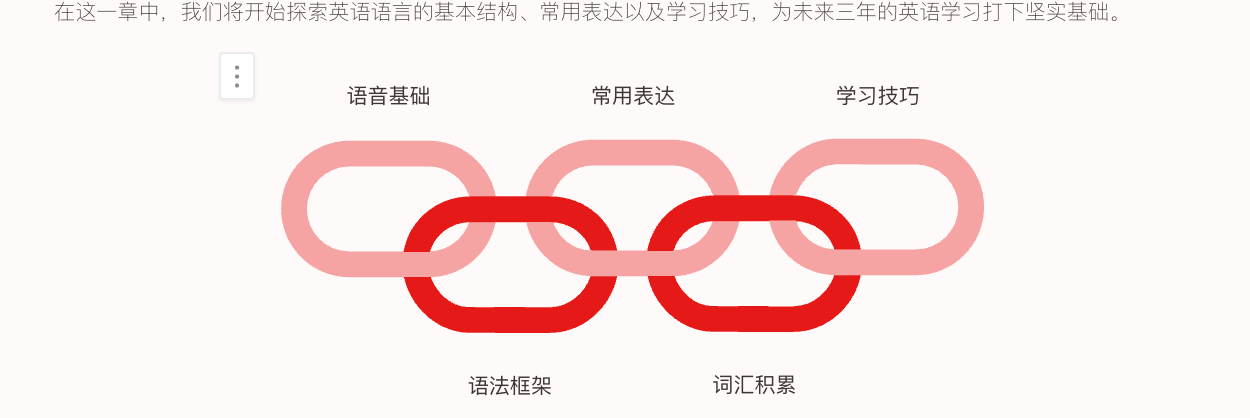 在这一章中，我们将开始探索英语语言的基本结构、常用表达以及学习技巧，为未来三年的英语学习打下坚实基础。
语音基础
常用表达
学习技巧
语法框架
词汇积累